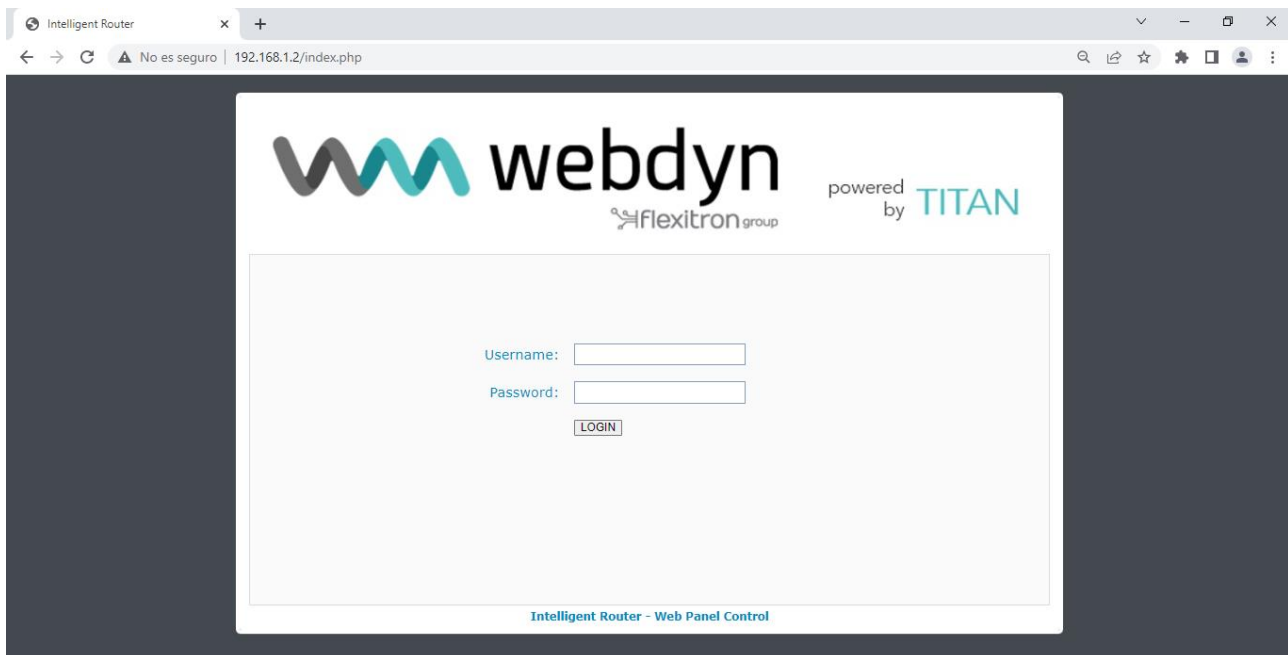 Intelligent Router
No es seguro | 192.168.1.2/index.php
webdyn
flexitron group
powered
by TITAN
Username:
Password:
LOGIN
Intelligent Router - Web Panel Control